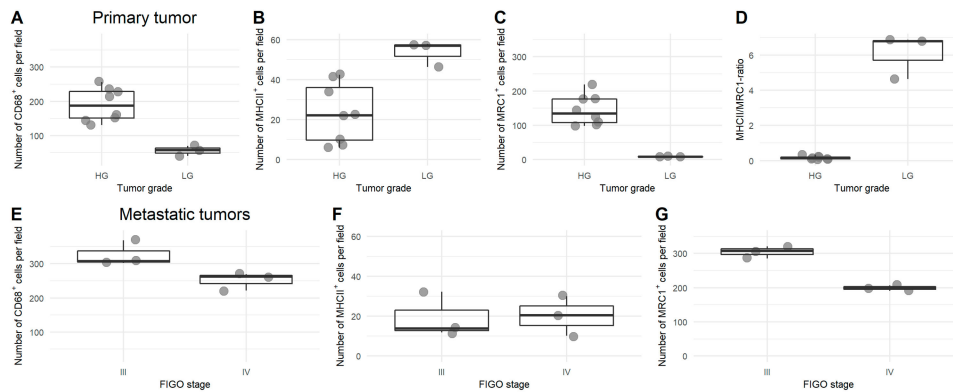 A Primary tumor
Number of CD68+ cells per field
300
200
100
HG LG
Tumor grade
B
Number of MHCII+ cells per field
60
40
20
0
HG LG
Tumor grade
C
Number of MRC1+ cells per field
400
300
200
100
0
HG LG
Tumor grade
D
MHCII/MRC1-ratio
6
4
2
0
HG LG
Tumor grade
E Metastatic tumors
Number of CD68+ cells per field
300
200
100
III IV
FIGO stage
F
Number of MHCII+ cells per field
60
40
20
0
III IV
FIGO stage
G
Number of MRC1+ cells per field
400
300
200
100
0
III IV
FIGO stage